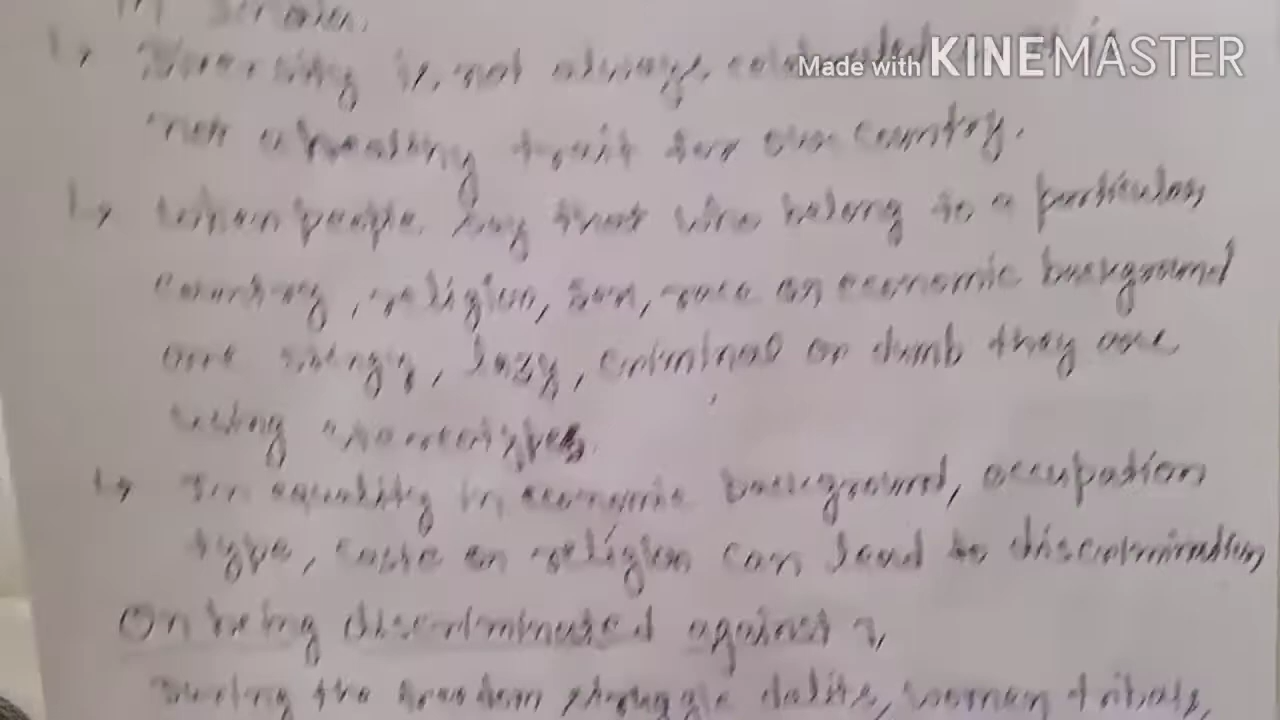 in
↳ Diversity is not always celebrated
Made with KINEMASTER
not a healing trait for our country.
↳ When people say that who belong to a particular
country, religion, sex, race or economic background
are stingy, lazy, criminal or dumb they are
using stereotypes.
↳ Inequality in economic background, occupation
type, caste or religion can lead to discrimination
On being discriminated against
During the freedom struggle dalits, women tribals,